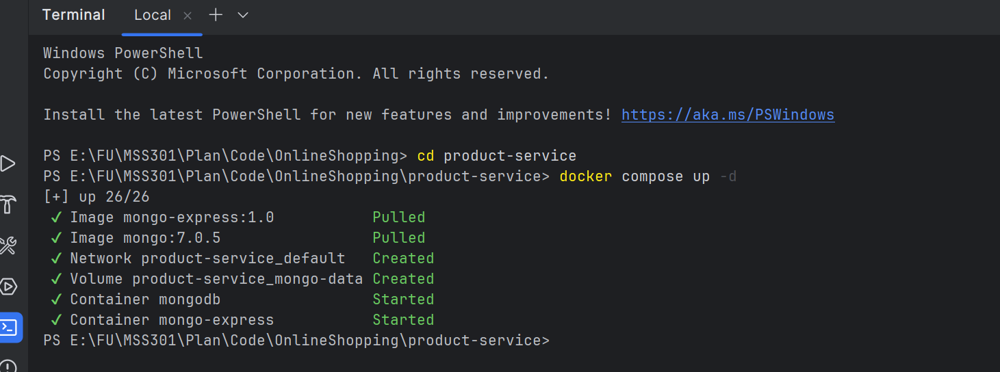 Terminal Local
Windows PowerShell
Copyright (C) Microsoft Corporation. All rights reserved.
Install the latest PowerShell for new features and improvements! https://aka.ms/PSWindows
PS E:\FU\MSS301\Plan\Code\OnlineShopping> cd product-service
PS E:\FU\MSS301\Plan\Code\OnlineShopping\product-service> docker compose up -d
[+] up 26/26
✔ Image mongo-express:1.0 Pulled
✔ Image mongo:7.0.5 Pulled
✔ Network product-service_default Created
✔ Volume product-service_mongo-data Created
✔ Container mongodb Started
✔ Container mongo-express Started
PS E:\FU\MSS301\Plan\Code\OnlineShopping\product-service>